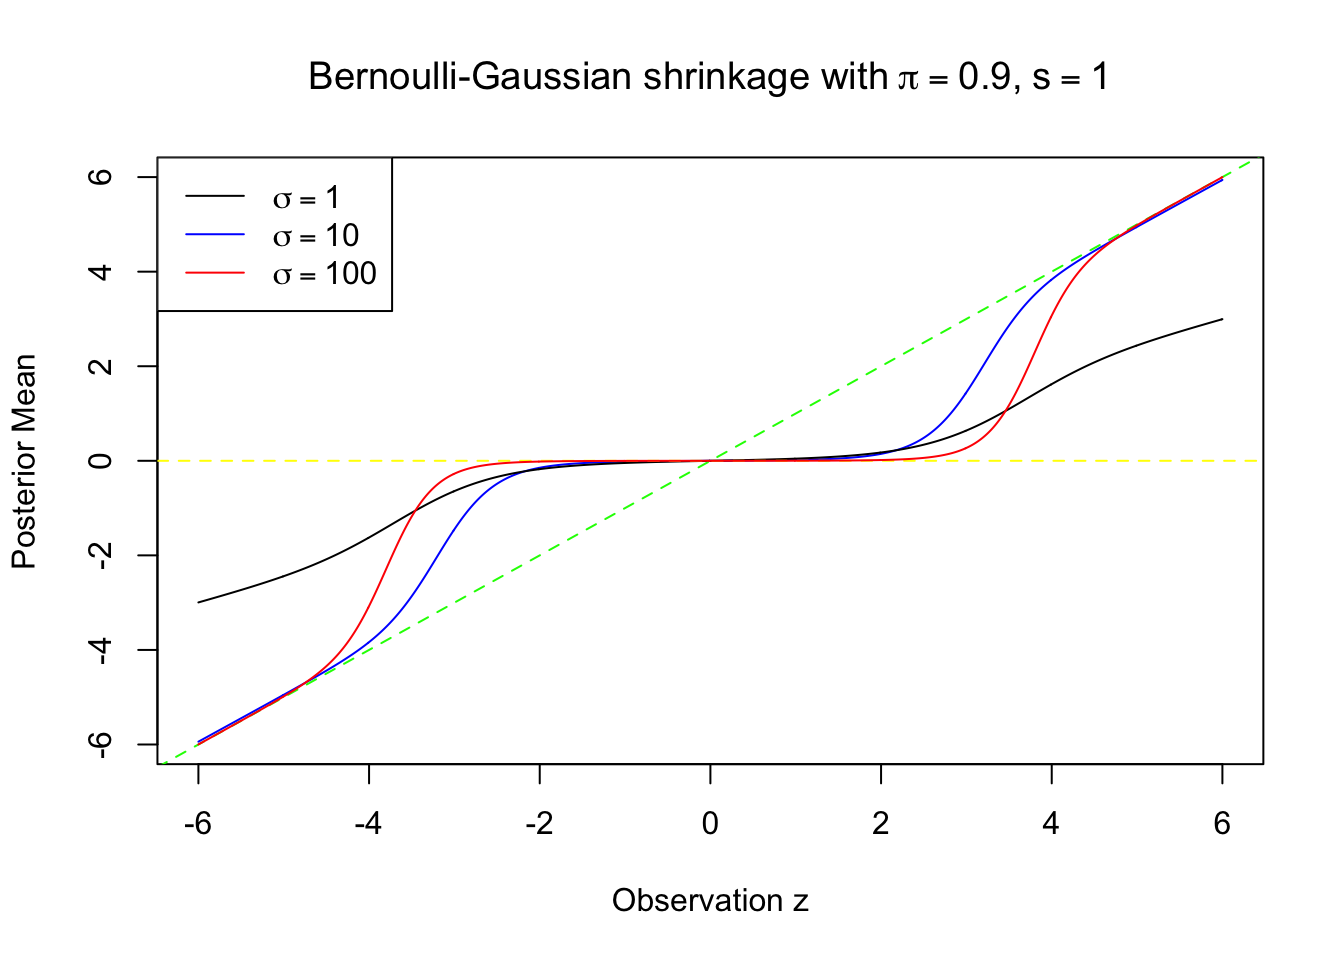 Bernoulli-Gaussian shrinkage with π = 0.9, s = 1
σ = 1
σ = 10
σ = 100
Posterior Mean
6
4
2
0
-2
-4
-6
-6 -4 -2 0 2 4 6
Observation z